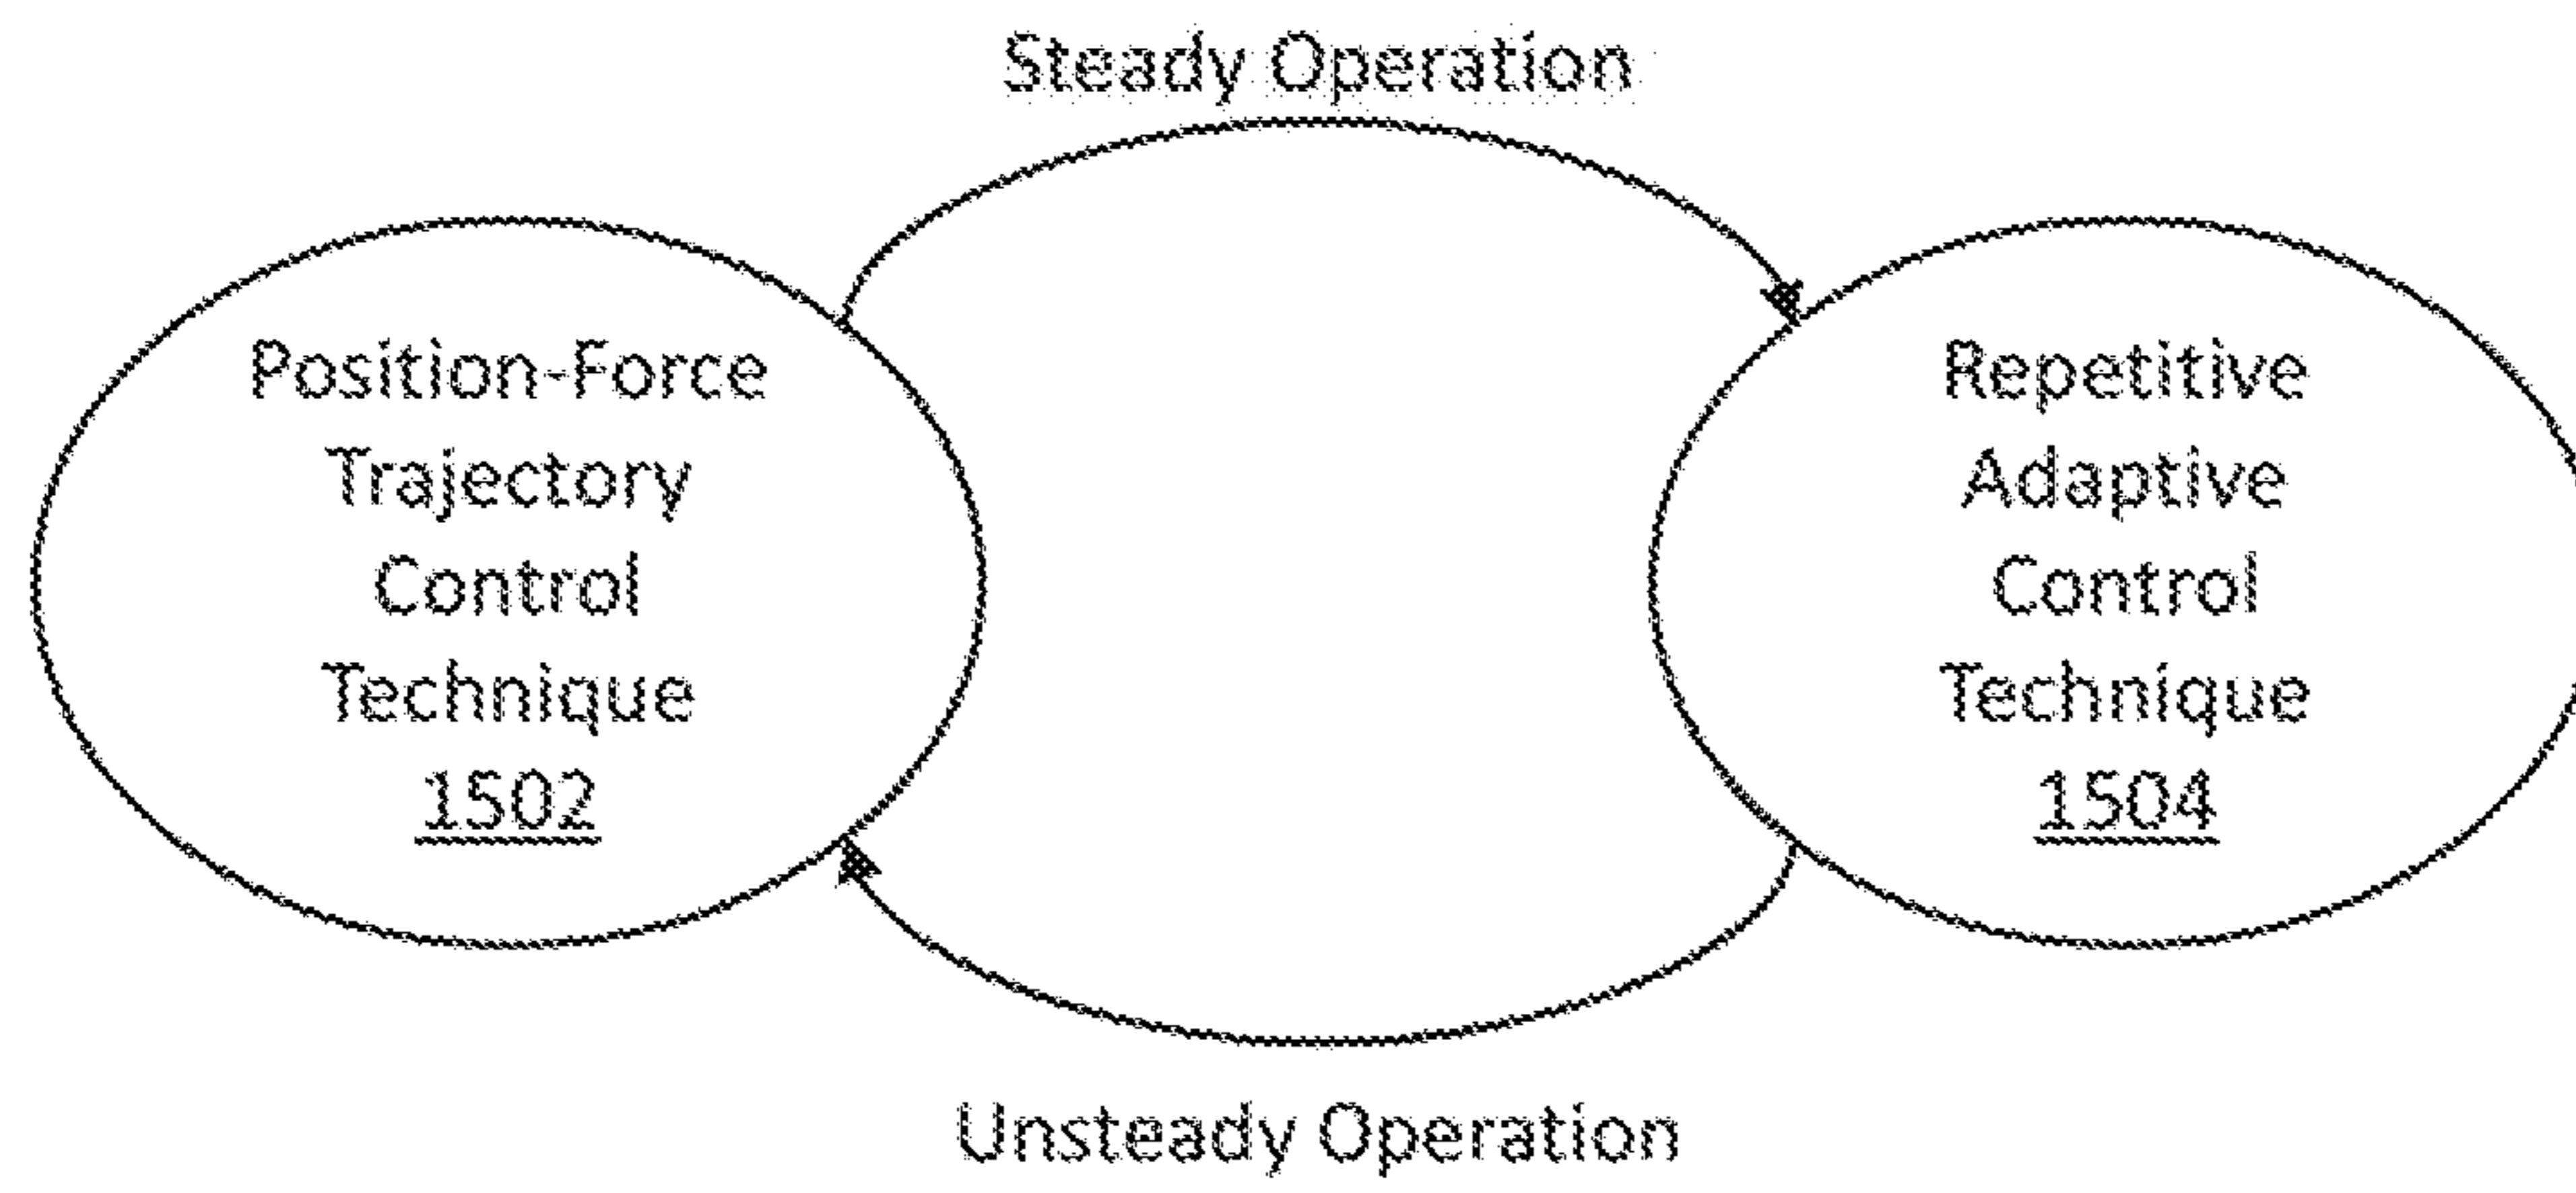 Steady Operation
Position-Force
Trajectory
Control
Technique
1502
Repetitive
Adaptive
Control
Technique
1504
Unsteady Operation